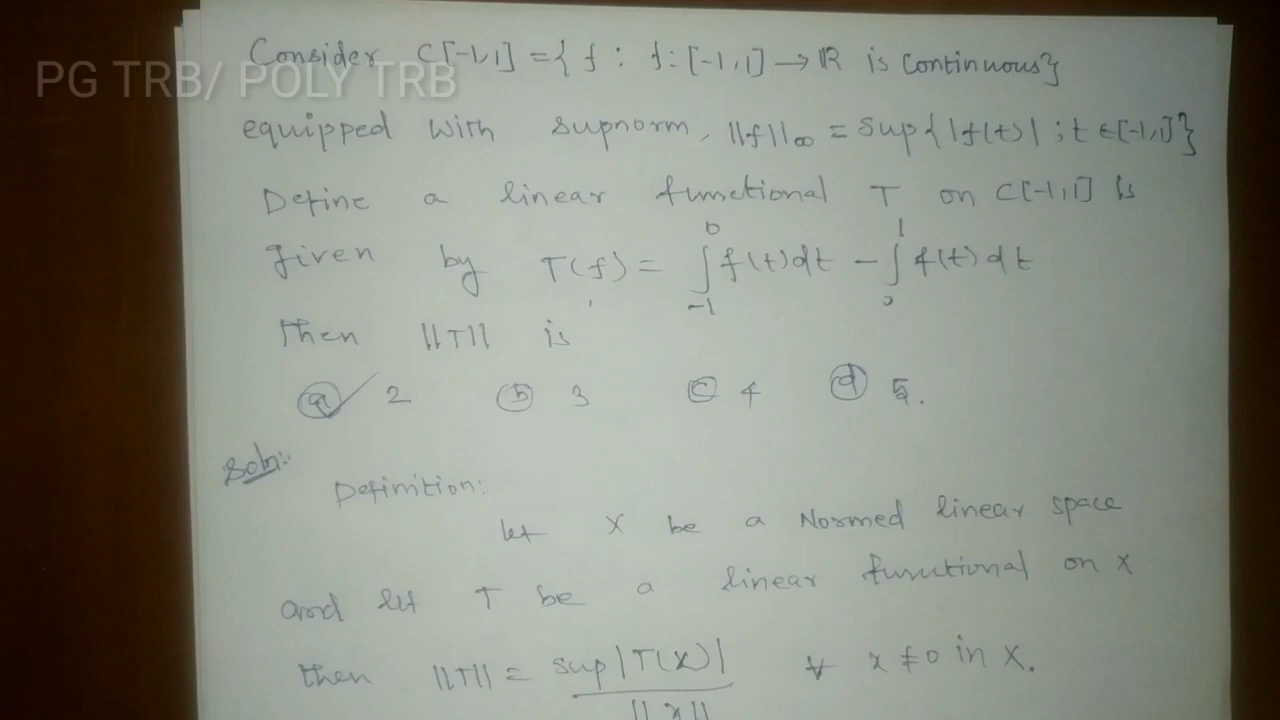 Consider C[-1,1] = { f : f:[-1,1] → ℝ is continuous}
PG TRB/ POLY TRB
equipped with supnorm, ||f||∞ = sup{ |f(t)| ; t ∈ [-1,1] }
Define a linear functional T on C[-1,1] is
given by T(f) = ∫_{-1}^{0} f(t)dt - ∫_{0}^{1} f(t)dt
then ||T|| is
ⓐ✓ 2 ⓑ 3 ⓒ 4 ⓓ 5.
Soln:-
Definition:
let X be a Normed linear space
and let T be a linear functional on X
then ||T|| = sup |T(x)| / ||x|| ∀ x ≠ 0 in X.